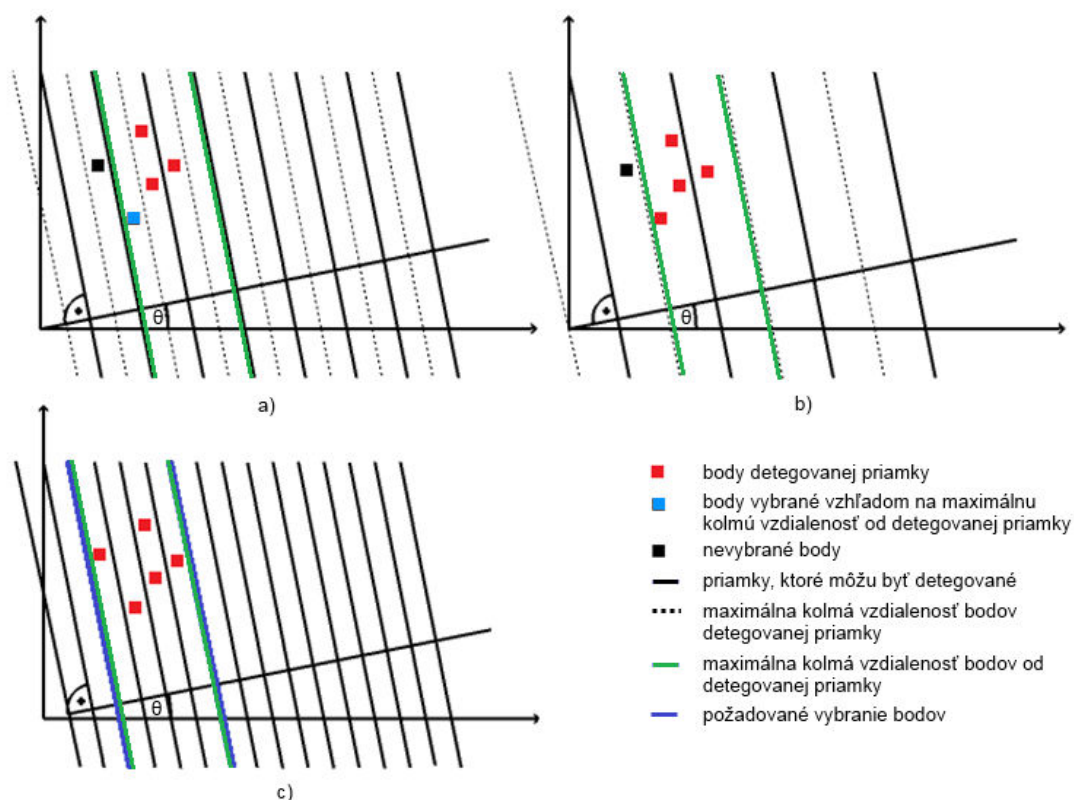 θ
a)
θ
b)
θ
c)
body detegovanej priamky
body vybrané vzhľadom na maximálnu
kolmú vzdialenosť od detegovanej priamky
nevybrané body
priamky, ktoré môžu byť detegované
maximálna kolmá vzdialenosť bodov
detegovanej priamky
maximálna kolmá vzdialenosť bodov od
detegovanej priamky
požadované vybranie bodov